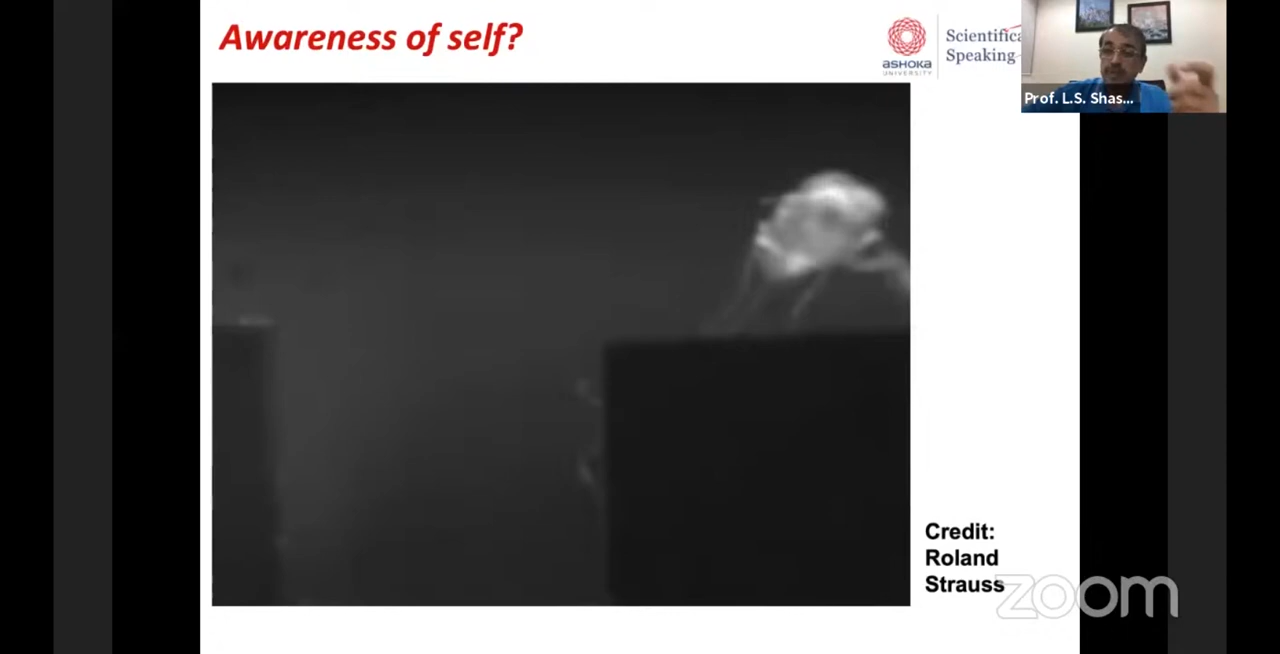 Awareness of self?
ASHOKA
UNIVERSITY
Scientifica
Speaking
Prof. L.S. Shas...
Credit:
Roland
Strauss
zoom